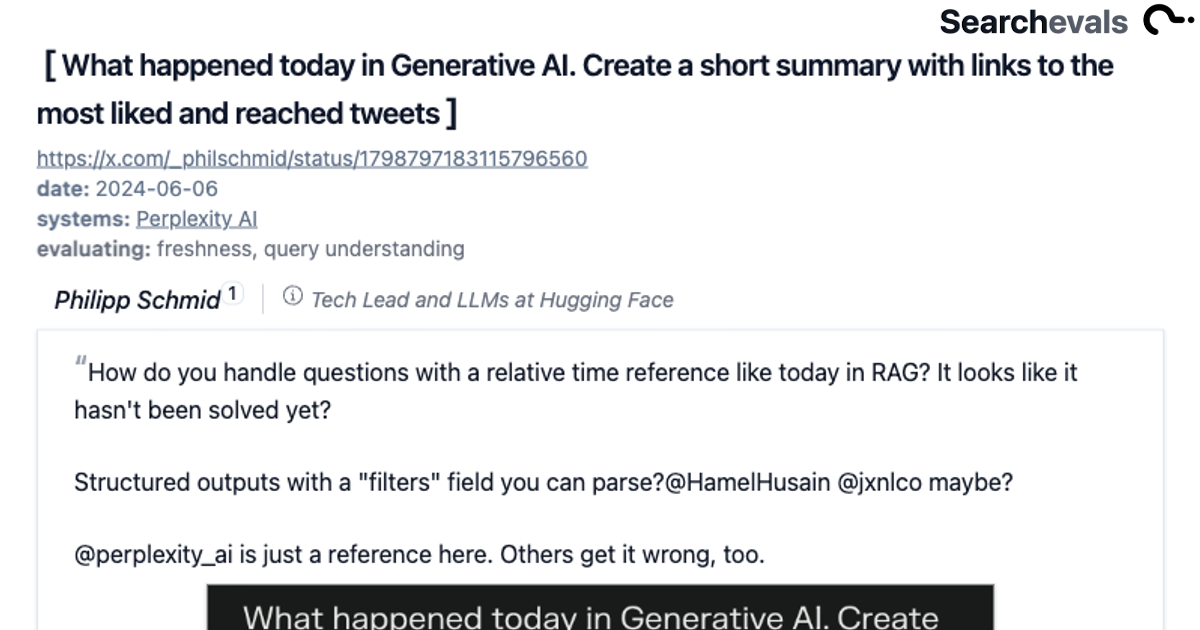 Searchevals
[ What happened today in Generative AI. Create a short summary with links to the
most liked and reached tweets ]
https://x.com/_philschmid/status/1798797183115796560
date: 2024-06-06
systems: Perplexity AI
evaluating: freshness, query understanding
Philipp Schmid 1 Tech Lead and LLMs at Hugging Face
"How do you handle questions with a relative time reference like today in RAG? It looks like it
hasn't been solved yet?
Structured outputs with a "filters" field you can parse?@HamelHusain @jxnlco maybe?
@perplexity_ai is just a reference here. Others get it wrong, too.
What happened today in Generative AI. Create